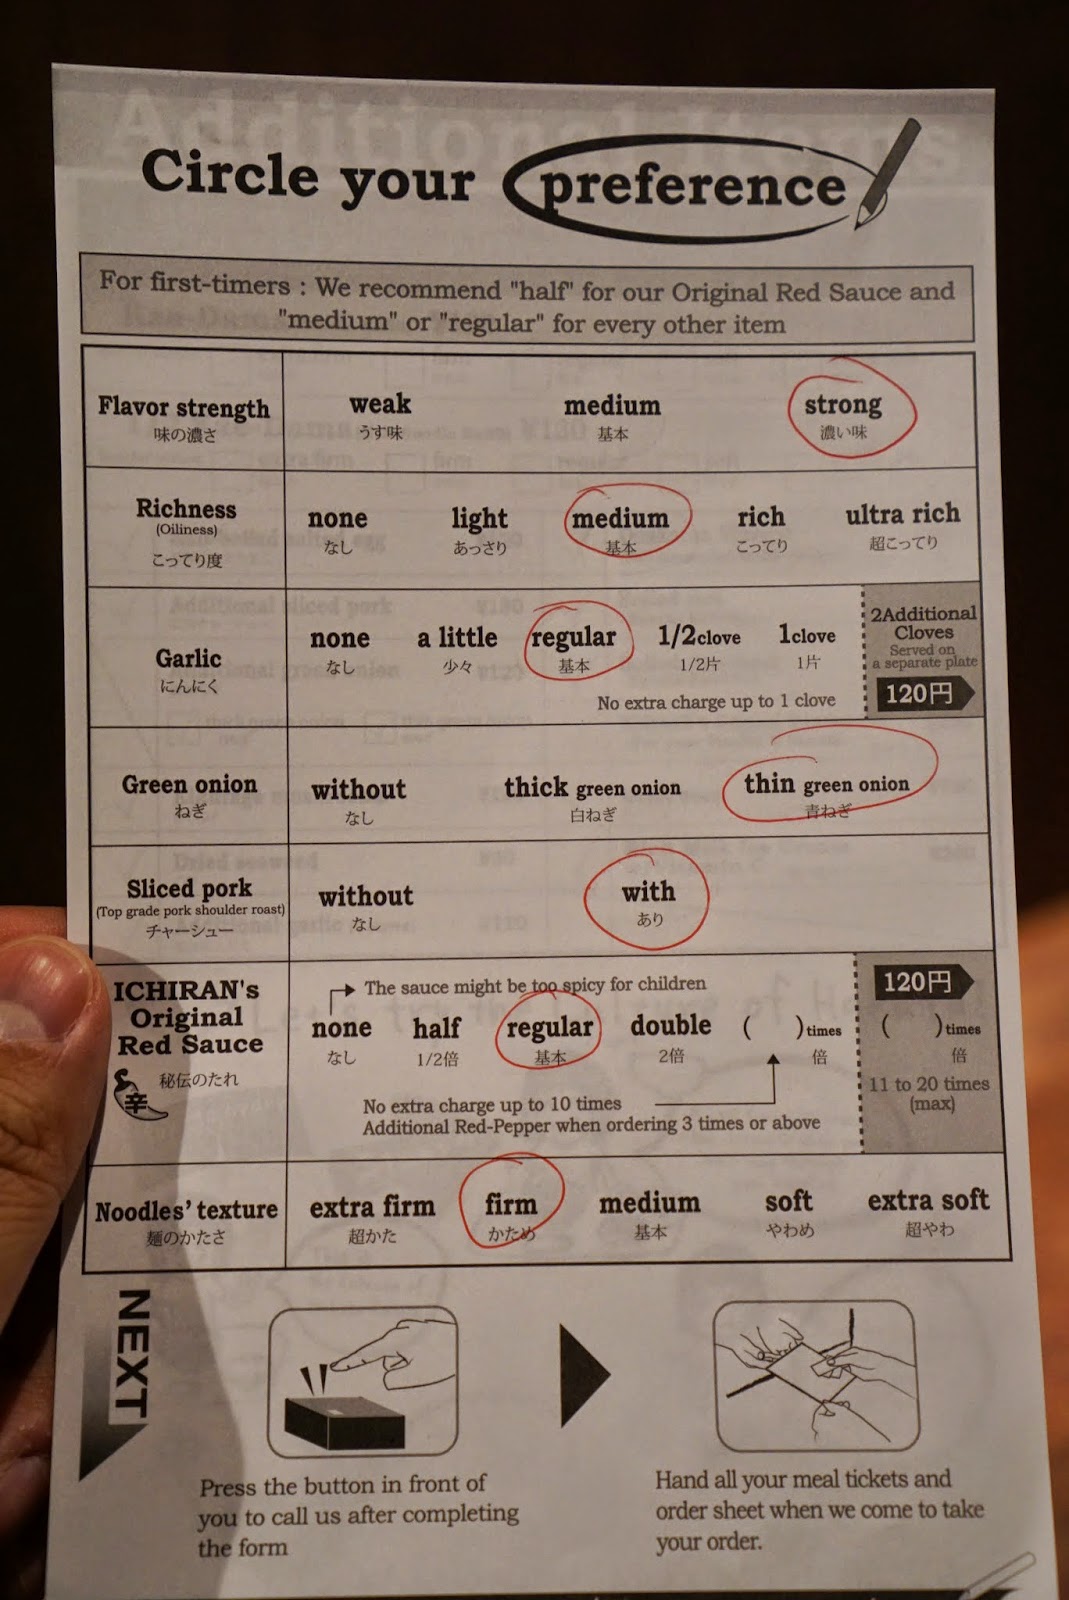 Circle your preference
For first-timers : We recommend "half" for our Original Red Sauce and
"medium" or "regular" for every other item
Flavor strength weak medium strong
味の濃さ うす味 基本 濃い味
Richness none light medium rich ultra rich
(Oiliness)
こってり度 なし あっさり 基本 こってり 超こってり
Garlic none a little regular 1/2clove 1clove
にんにく なし 少々 基本 1/2片 1片
No extra charge up to 1 clove
2Additional
Cloves
Served on
a separate plate
120円
Green onion without thick green onion thin green onion
ねぎ なし 白ねぎ 青ねぎ
Sliced pork without with
(Top grade pork shoulder roast)
チャーシュー なし あり
ICHIRAN's
Original
Red Sauce
秘伝のたれ
辛
The sauce might be too spicy for children
none half regular double ( )times
なし 1/2倍 基本 2倍 倍
No extra charge up to 10 times
Additional Red-Pepper when ordering 3 times or above
120円
( )times
倍
11 to 20 times
(max)
Noodles' texture extra firm firm medium soft extra soft
麺のかたさ 超かた かため 基本 やわめ 超やわ
NEXT
Press the button in front of
you to call us after completing
the form
Hand all your meal tickets and
order sheet when we come to take
your order.